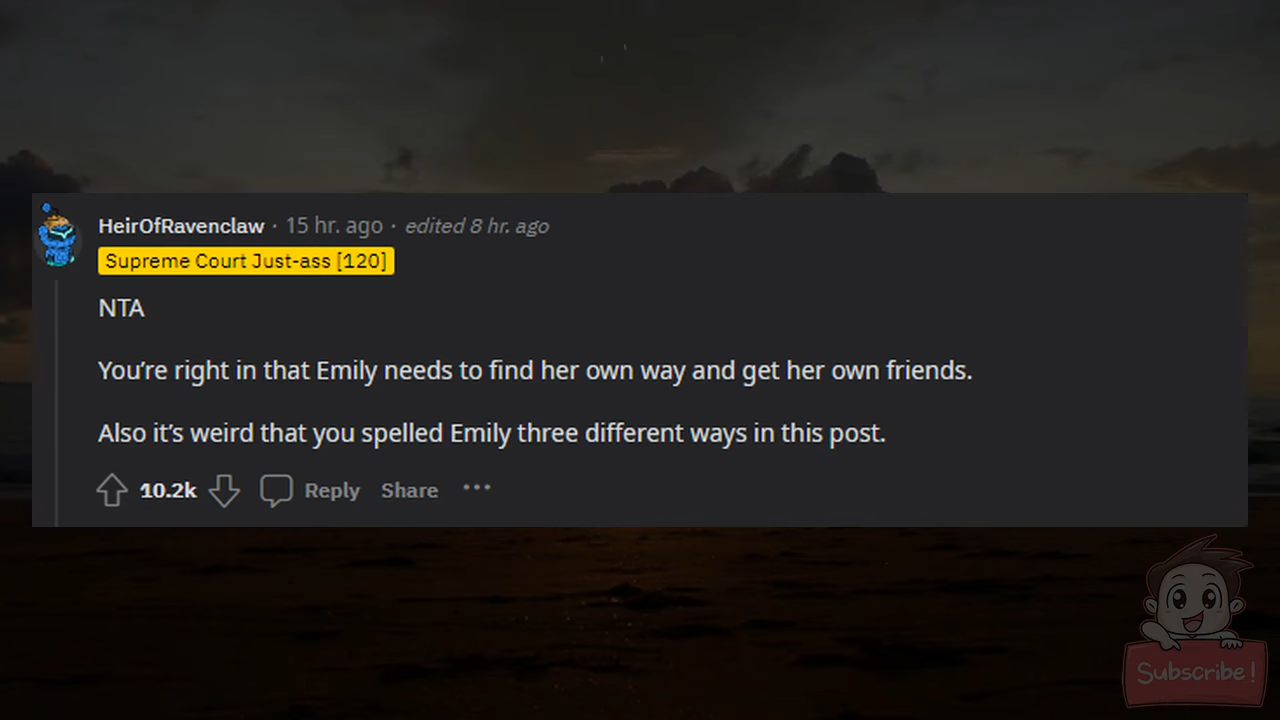 HeirOfRavenclaw · 15 hr. ago · edited 8 hr. ago
Supreme Court Just-ass [120]
NTA
You’re right in that Emily needs to find her own way and get her own friends.
Also it’s weird that you spelled Emily three different ways in this post.
10.2k Reply Share ···
Subscribe!